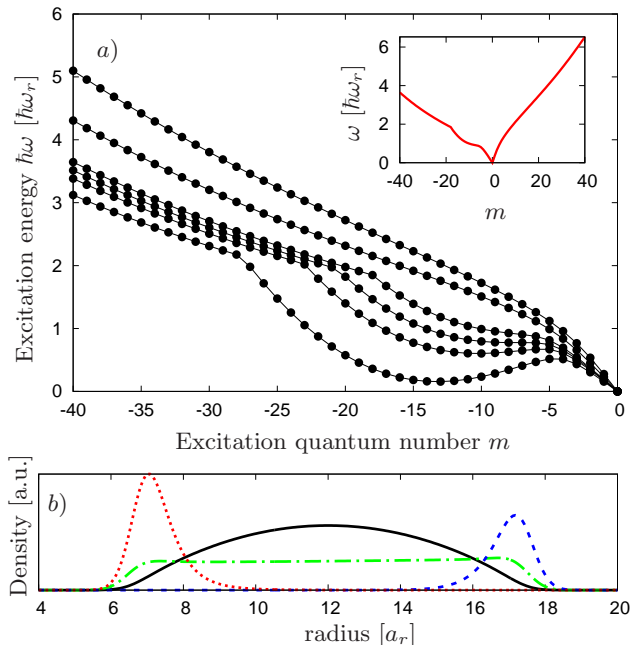 a)
Excitation energy ħω [ħω_r]
6
5
4
3
2
1
0
-40 -35 -30 -25 -20 -15 -10 -5 0
Excitation quantum number m
ω [ħω_r]
6
4
2
0
-40 -20 0 20 40
m
b)
Density [a.u.]
4 6 8 10 12 14 16 18 20
radius [a_r]